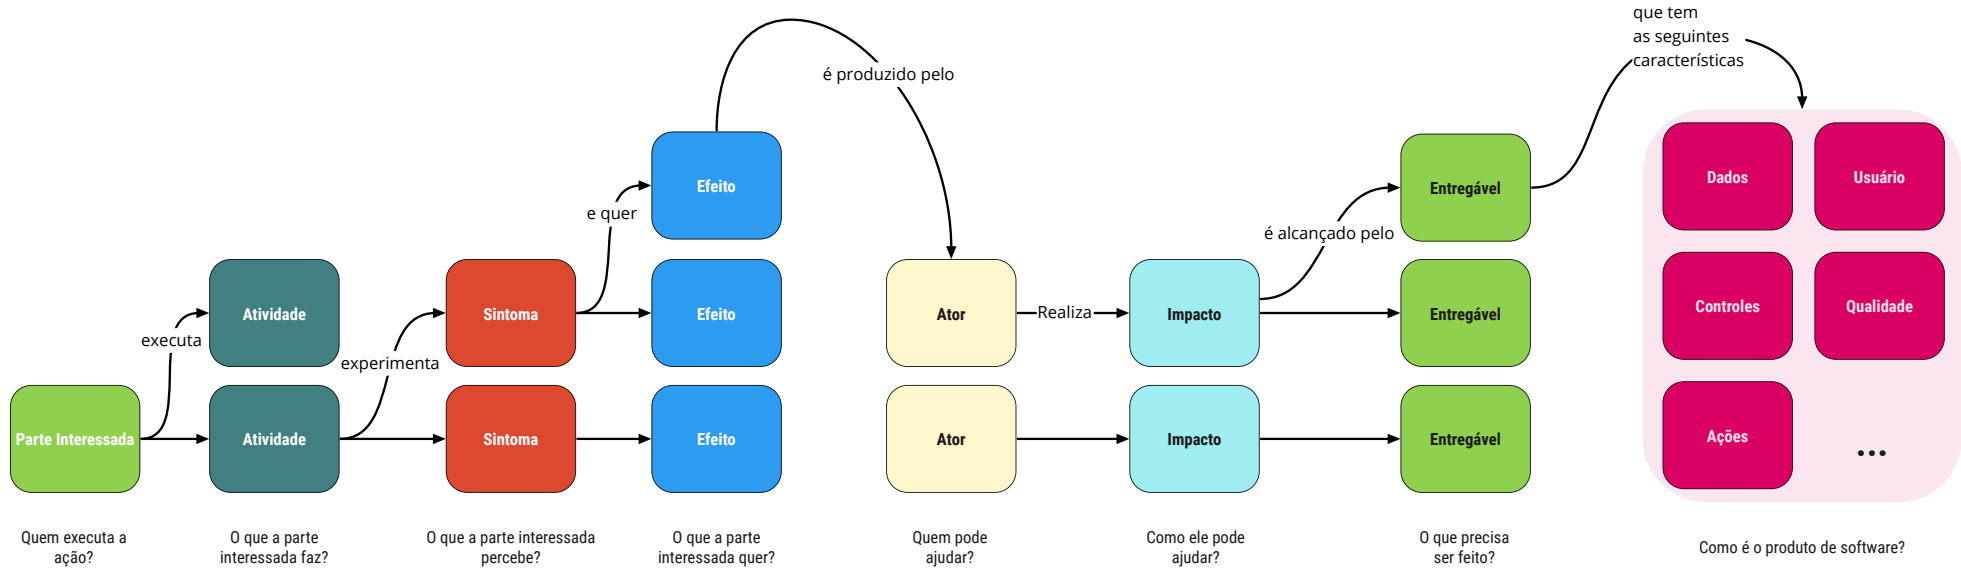 que tem
as seguintes
características
é produzido pelo
Efeito
Entregável
Dados
Usuário
e quer
é alcançado pelo
Atividade
Sintoma
Efeito
Ator
Realiza
Impacto
Entregável
Controles
Qualidade
executa
experimenta
Parte Interessada
Atividade
Sintoma
Efeito
Ator
Impacto
Entregável
Ações
...
Quem executa a
ação?
O que a parte
interessada faz?
O que a parte interessada
percebe?
O que a parte
interessada quer?
Quem pode
ajudar?
Como ele pode
ajudar?
O que precisa
ser feito?
Como é o produto de software?